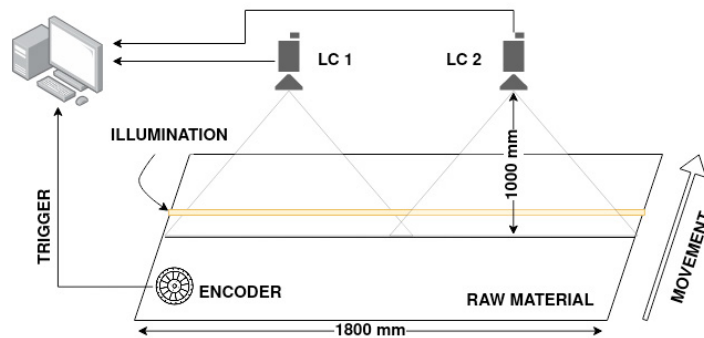 LC 1
LC 2
ILLUMINATION
1000 mm
TRIGGER
MOVEMENT
ENCODER
RAW MATERIAL
1800 mm